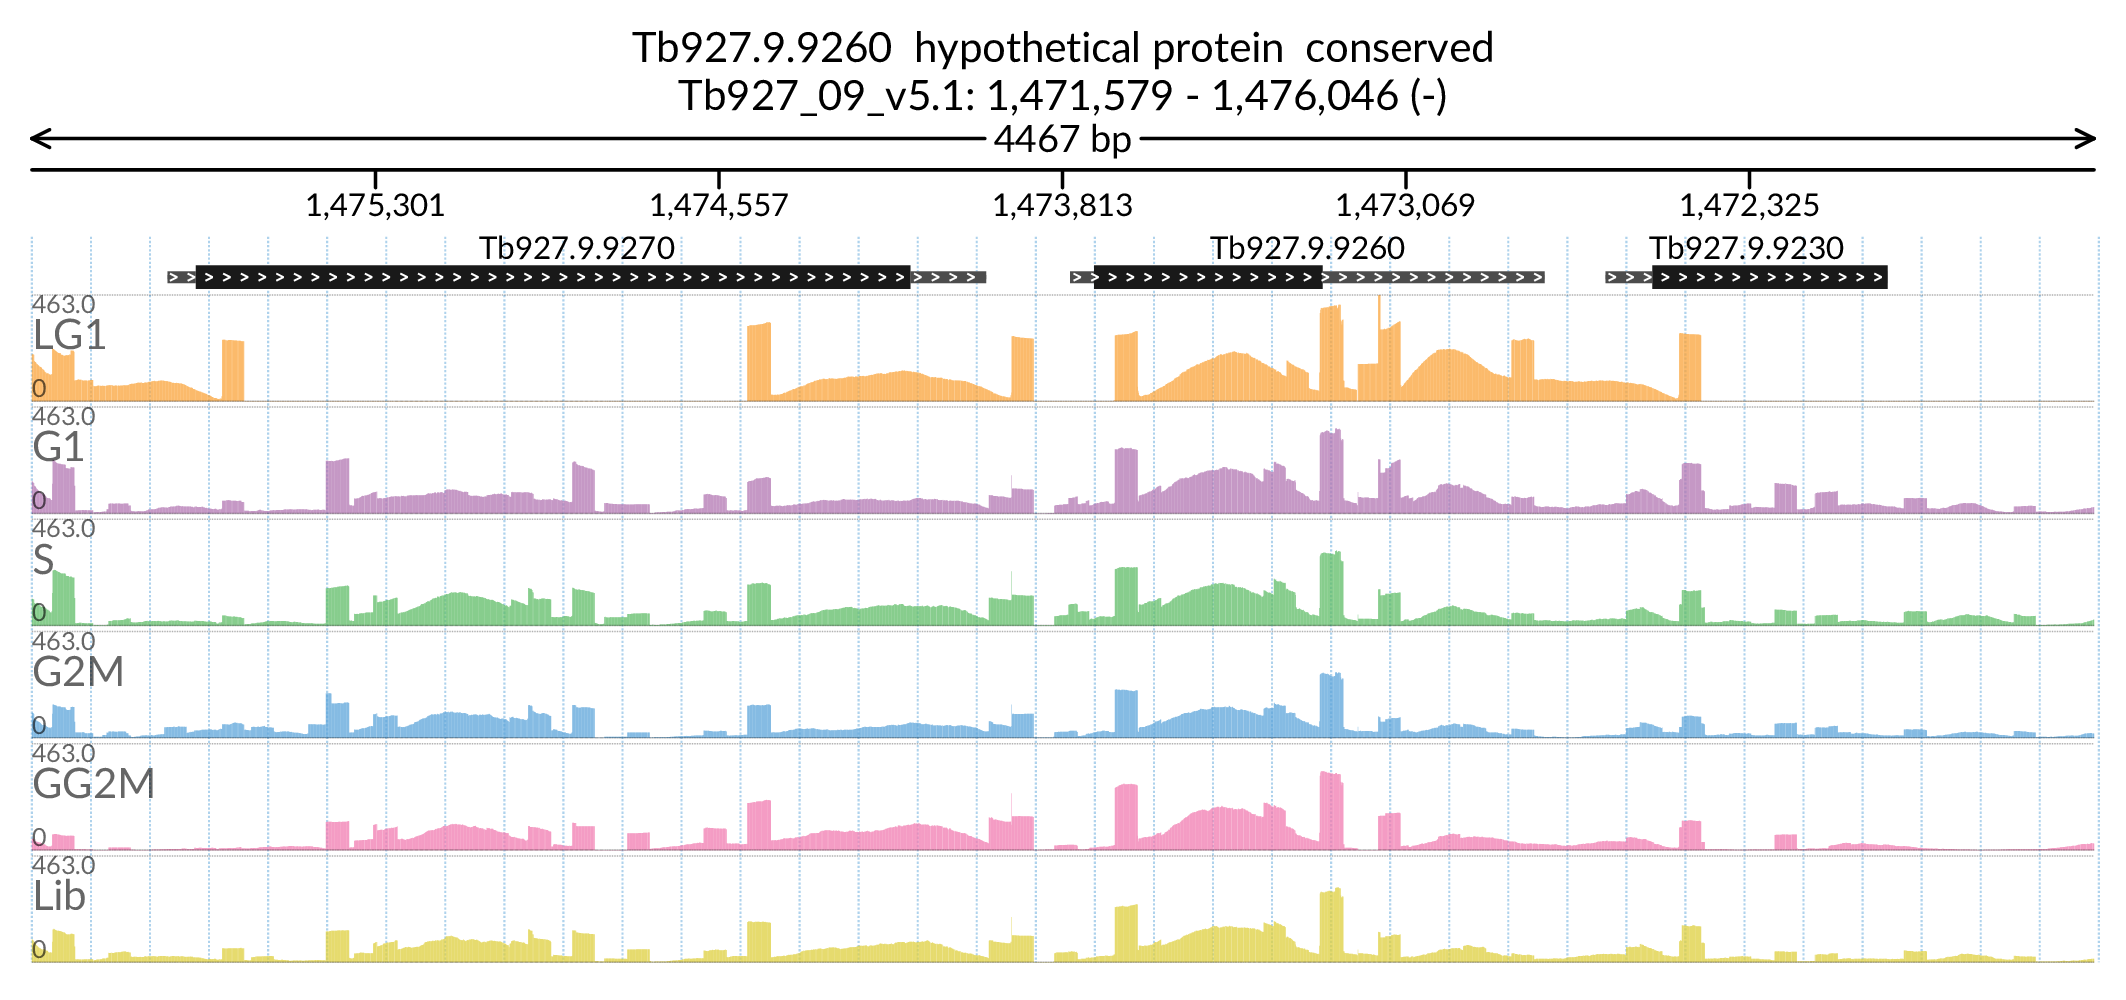 Tb927.9.9260  hypothetical protein  conserved
Tb927_09_v5.1: 1,471,579 - 1,476,046 (-)
4467 bp
1,475,301 1,474,557 1,473,813 1,473,069 1,472,325
Tb927.9.9270 Tb927.9.9260 Tb927.9.9230
463.0
LG1
0
463.0
G1
0
463.0
S
0
463.0
G2M
0
463.0
GG2M
0
463.0
Lib
0